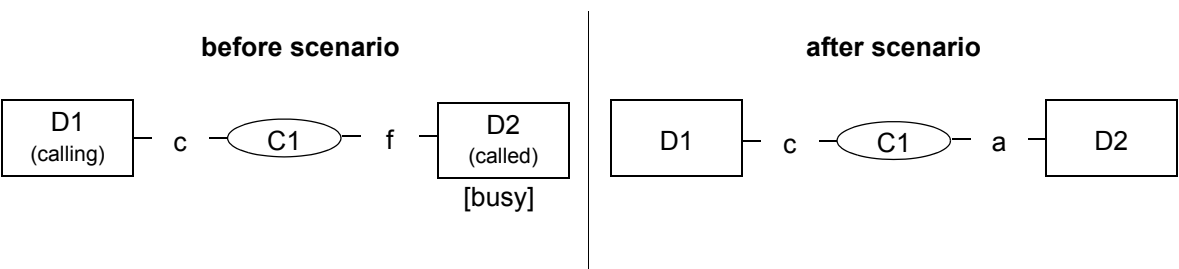 before scenario
D1
(calling)
c
C1
f
D2
(called)
[busy]
after scenario
D1
c
C1
a
D2